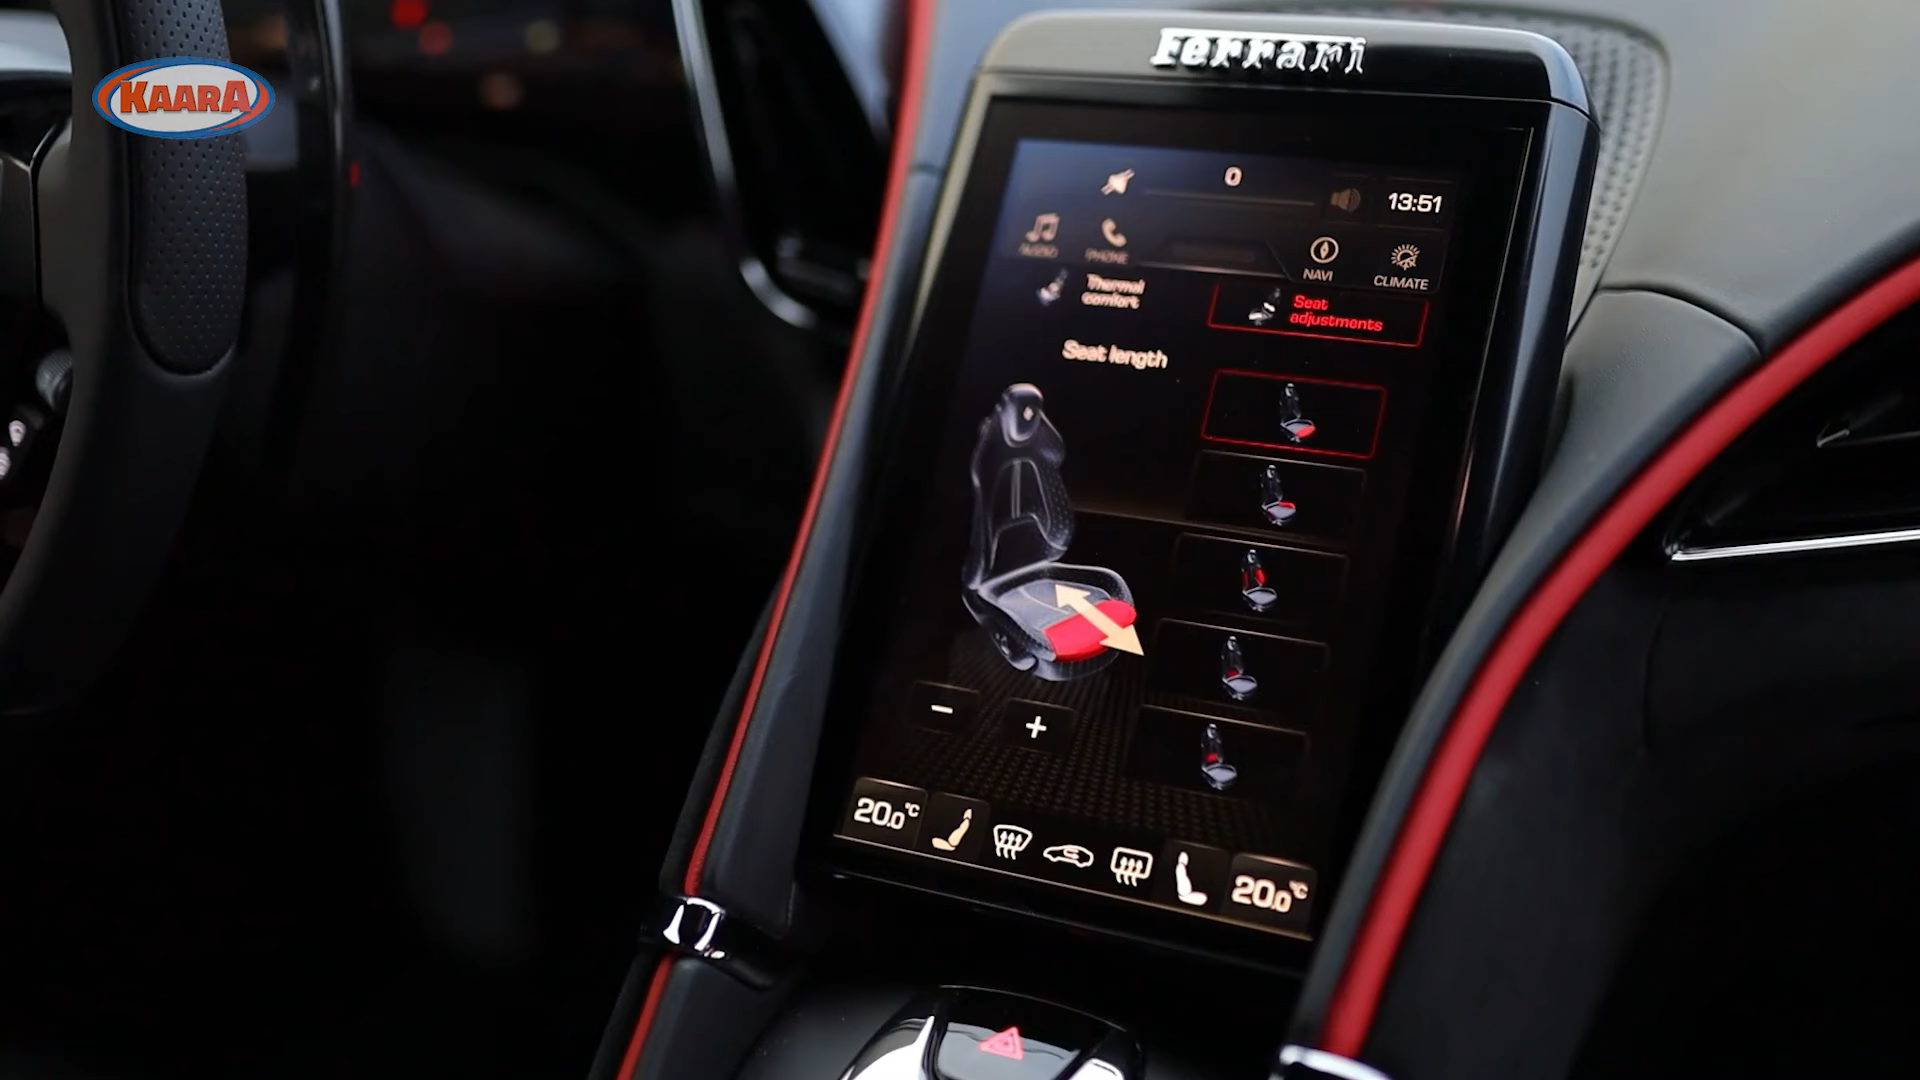 KAARA
Ferrari
0
13:51
AUDIO
PHONE
NAVI
CLIMATE
Thermal
comfort
Seat
adjustments
Seat length
−
+
20.0°C
20.0°C